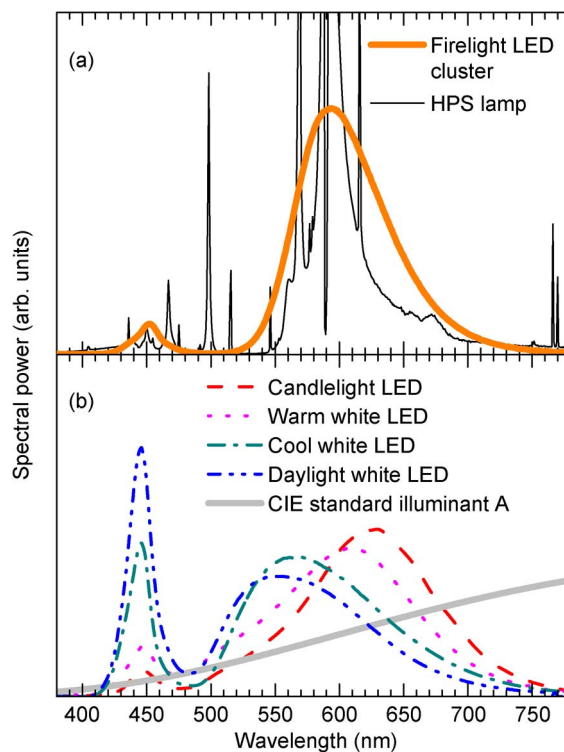 (a)
Firelight LED
cluster
HPS lamp
Spectral power (arb. units)
(b)
Candlelight LED
Warm white LED
Cool white LED
Daylight white LED
CIE standard illuminant A
400 450 500 550 600 650 700 750
Wavelength (nm)